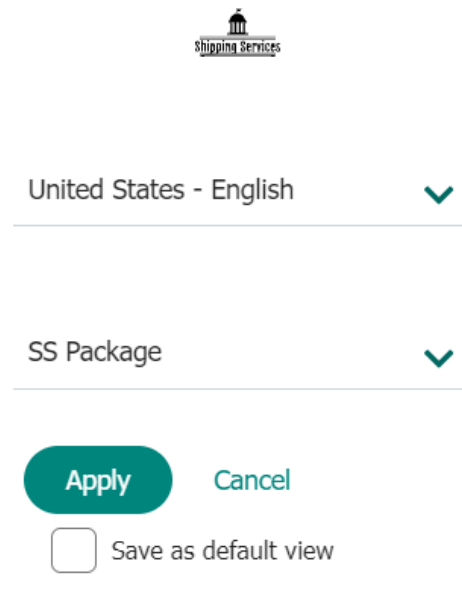 Shipping Services
United States - English
SS Package
Apply Cancel
Save as default view